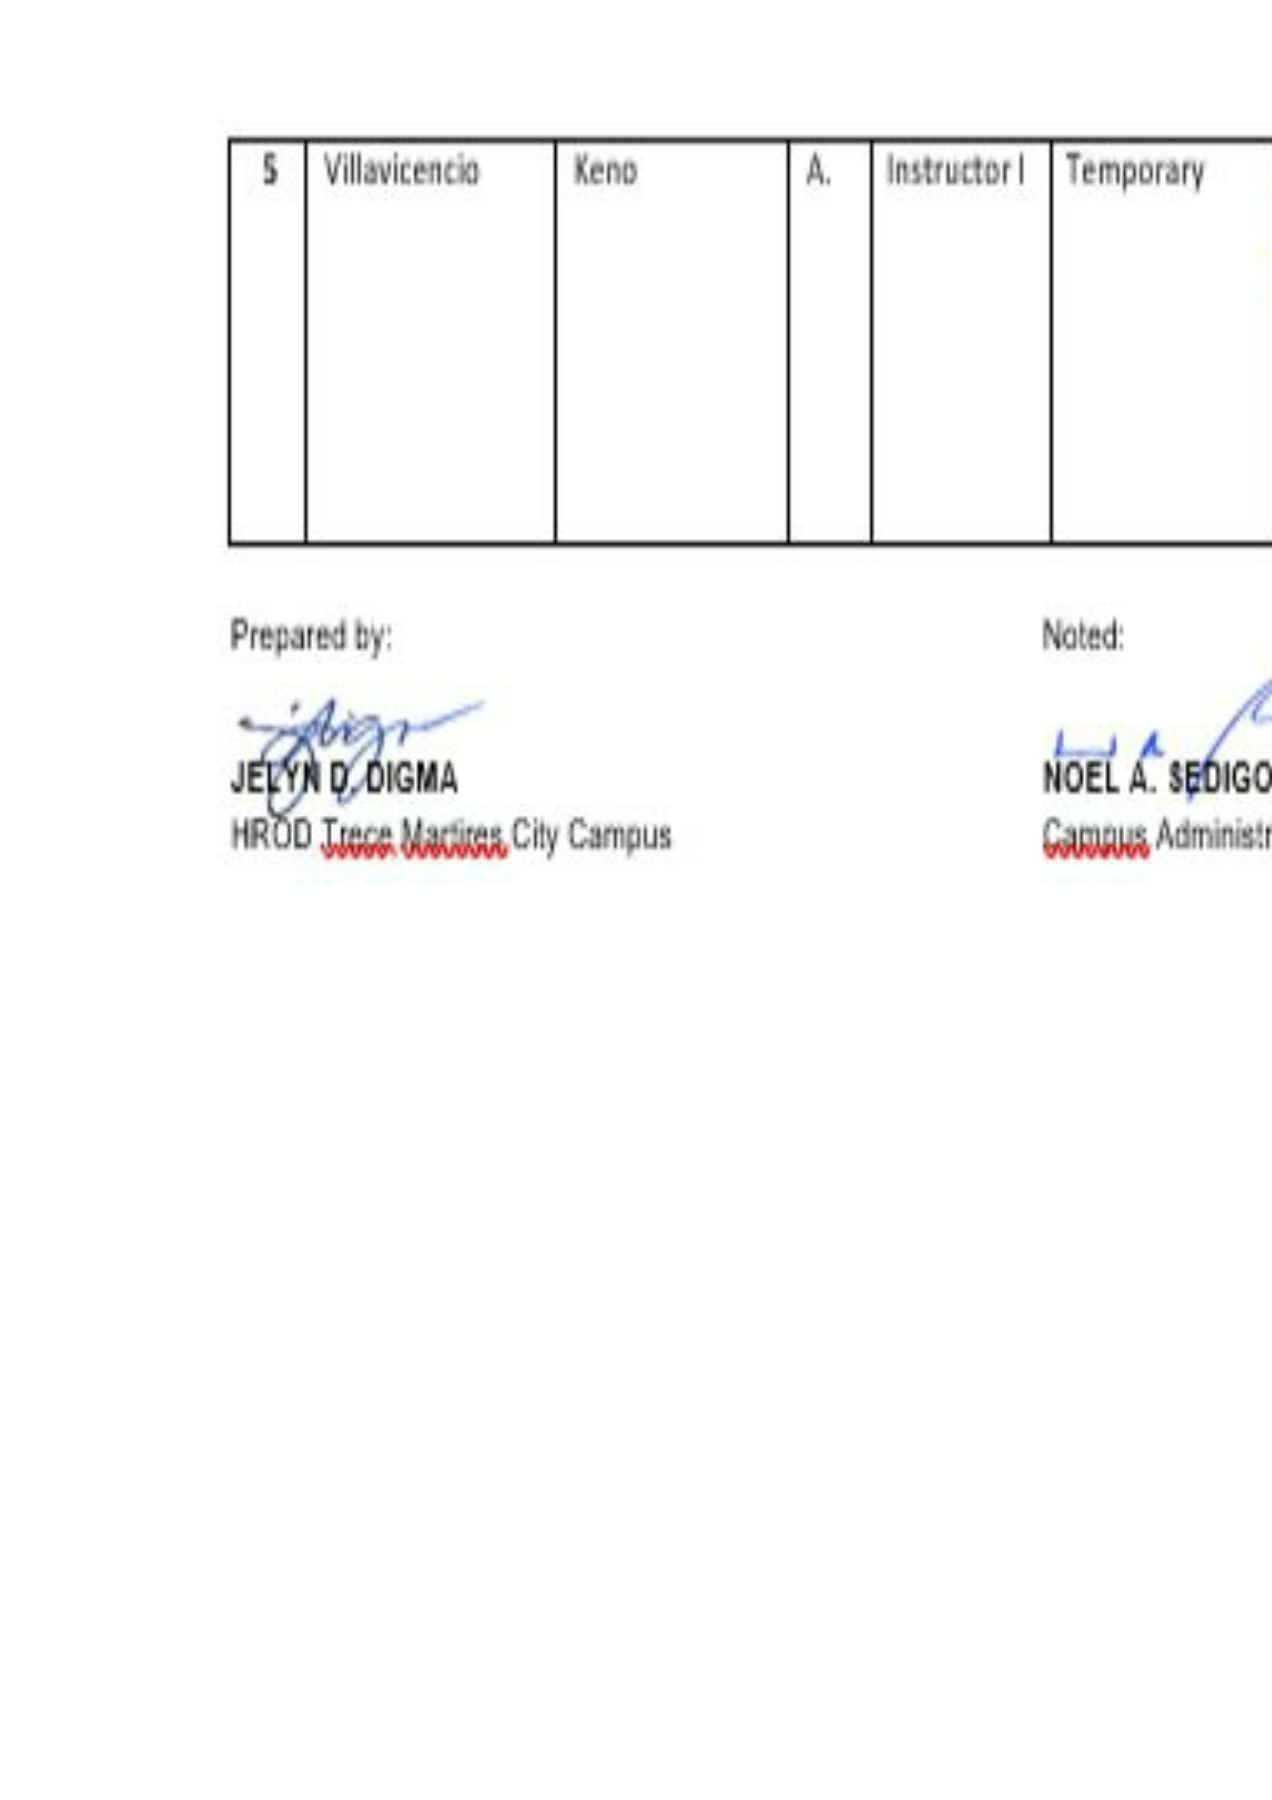 5 Villavicencio Keno A. Instructor I Temporary
Prepared by: Noted:
JELYN D. DIGMA NOEL A. SEDIGO
HROD Trece Martires City Campus Campus Administr